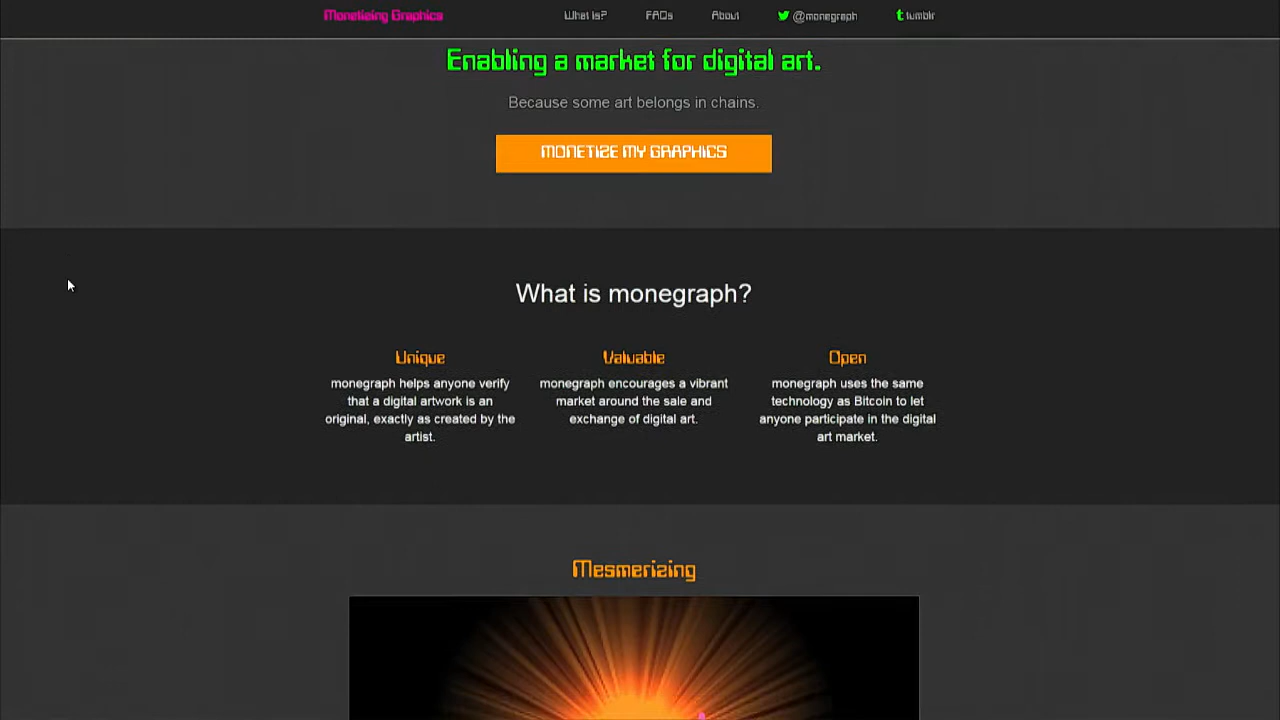 Monetizing Graphics
What Is?
FAQs
About
@monegraph
tumblr
Enabling a market for digital art.
Because some art belongs in chains.
MONETIZE MY GRAPHICS
What is monegraph?
Unique
monegraph helps anyone verify
that a digital artwork is an
original, exactly as created by the
artist.
Valuable
monegraph encourages a vibrant
market around the sale and
exchange of digital art.
Open
monegraph uses the same
technology as Bitcoin to let
anyone participate in the digital
art market.
Mesmerizing